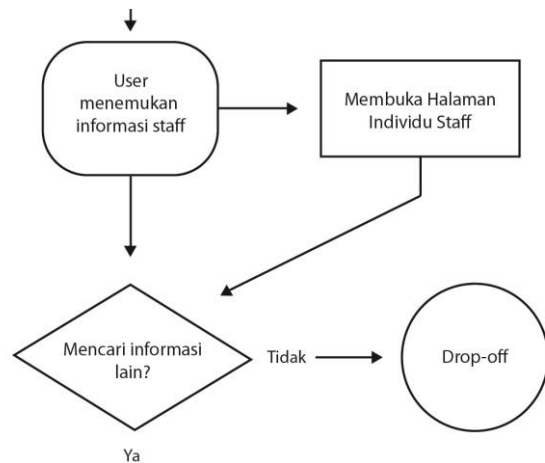 User
menemukan
informasi staff
Membuka Halaman
Individu Staff
Mencari informasi
lain?
Tidak
Drop-off
Ya